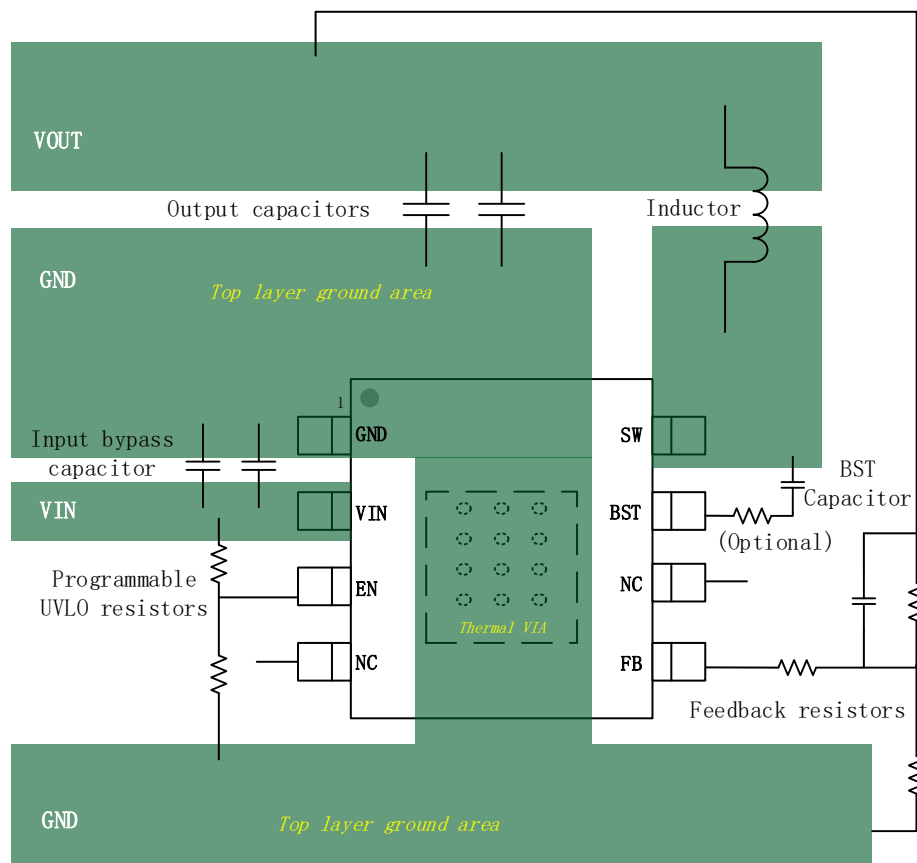 VOUT
Output capacitors
Inductor
GND
Top layer ground area
1
GND
SW
Input bypass
capacitor
BST
Capacitor
VIN
VIN
BST
(Optional)
Programmable
UVLO resistors
EN
NC
Thermal VIA
NC
FB
Feedback resistors
GND
Top layer ground area